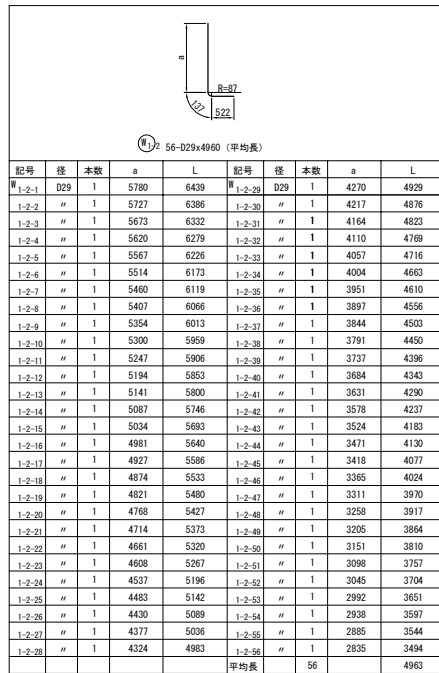 a
R=87
137
522
W1-2 56-D29x4960 (平均長)
記号 径 本数 a L 記号 径 本数 a L
W1-2-1 D29 1 5780 6439 W1-2-29 D29 1 4270 4929
1-2-2 〃 1 5727 6386 1-2-30 〃 1 4217 4876
1-2-3 〃 1 5673 6332 1-2-31 〃 1 4164 4823
1-2-4 〃 1 5620 6279 1-2-32 〃 1 4110 4769
1-2-5 〃 1 5567 6226 1-2-33 〃 1 4057 4716
1-2-6 〃 1 5514 6173 1-2-34 〃 1 4004 4663
1-2-7 〃 1 5460 6119 1-2-35 〃 1 3951 4610
1-2-8 〃 1 5407 6066 1-2-36 〃 1 3897 4556
1-2-9 〃 1 5354 6013 1-2-37 〃 1 3844 4503
1-2-10 〃 1 5300 5959 1-2-38 〃 1 3791 4450
1-2-11 〃 1 5247 5906 1-2-39 〃 1 3737 4396
1-2-12 〃 1 5194 5853 1-2-40 〃 1 3684 4343
1-2-13 〃 1 5141 5800 1-2-41 〃 1 3631 4290
1-2-14 〃 1 5087 5746 1-2-42 〃 1 3578 4237
1-2-15 〃 1 5034 5693 1-2-43 〃 1 3524 4183
1-2-16 〃 1 4981 5640 1-2-44 〃 1 3471 4130
1-2-17 〃 1 4927 5586 1-2-45 〃 1 3418 4077
1-2-18 〃 1 4874 5533 1-2-46 〃 1 3365 4024
1-2-19 〃 1 4821 5480 1-2-47 〃 1 3311 3970
1-2-20 〃 1 4768 5427 1-2-48 〃 1 3258 3917
1-2-21 〃 1 4714 5373 1-2-49 〃 1 3205 3864
1-2-22 〃 1 4661 5320 1-2-50 〃 1 3151 3810
1-2-23 〃 1 4608 5267 1-2-51 〃 1 3098 3757
1-2-24 〃 1 4537 5196 1-2-52 〃 1 3045 3704
1-2-25 〃 1 4483 5142 1-2-53 〃 1 2992 3651
1-2-26 〃 1 4430 5089 1-2-54 〃 1 2938 3597
1-2-27 〃 1 4377 5036 1-2-55 〃 1 2885 3544
1-2-28 〃 1 4324 4983 1-2-56 〃 1 2835 3494
平均長 56 4963